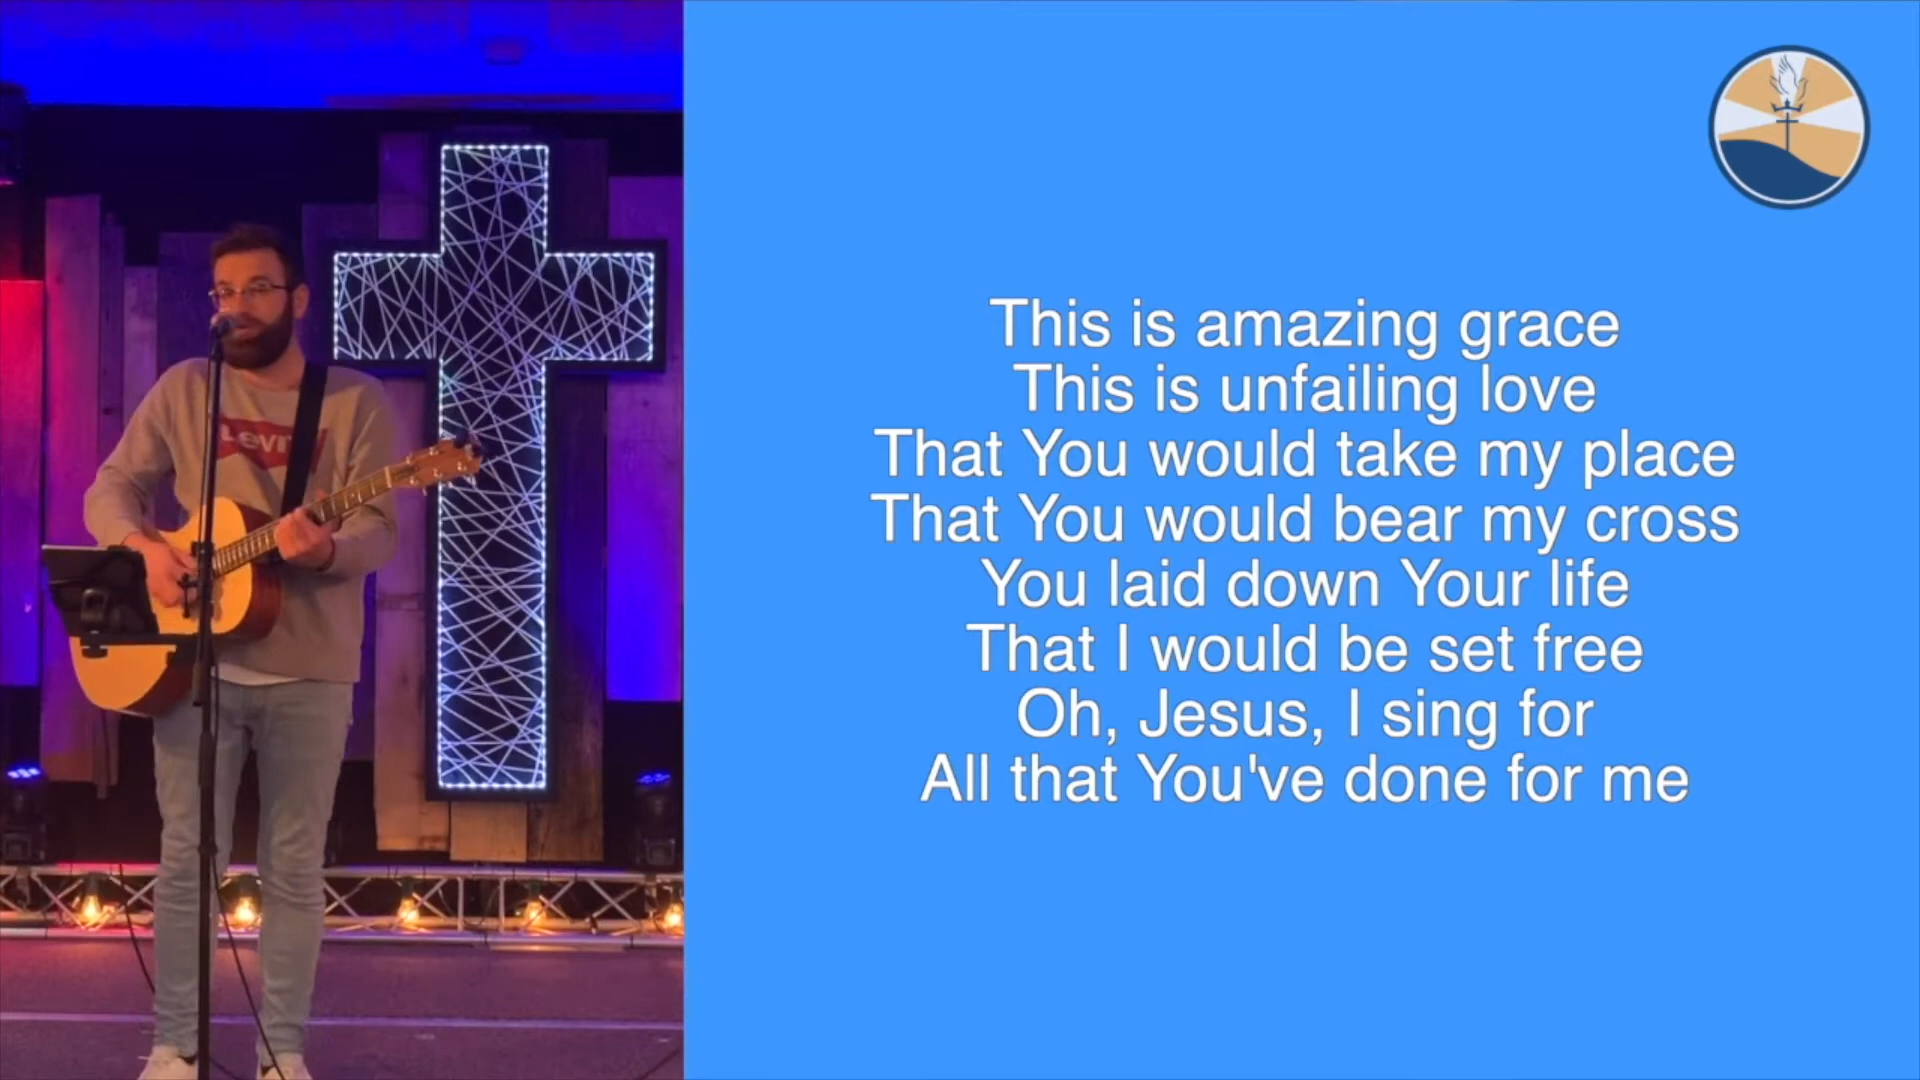 Levi's
This is amazing grace
This is unfailing love
That You would take my place
That You would bear my cross
You laid down Your life
That I would be set free
Oh, Jesus, I sing for
All that You've done for me